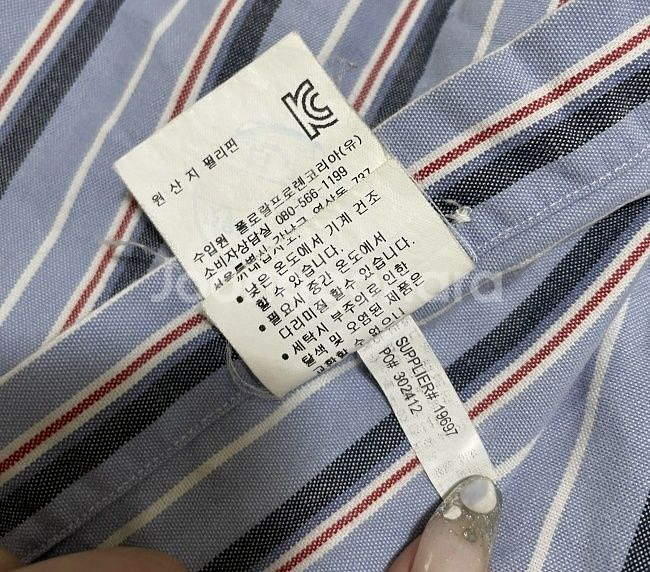 원 산 지 필리핀
수입원 폴로랄프로렌코리아(유)
소비자상담실 080-566-1199
강남구
• 낮은 온도에서 기계 건조
할 수 있습니다.
• 필요시 중간 온도에서
다리미질 할 수 있습니다.
• 세탁시 부주의로 인한
탈색 및 오염된 제품은
SUPPLIER# 19697
PO# 302412